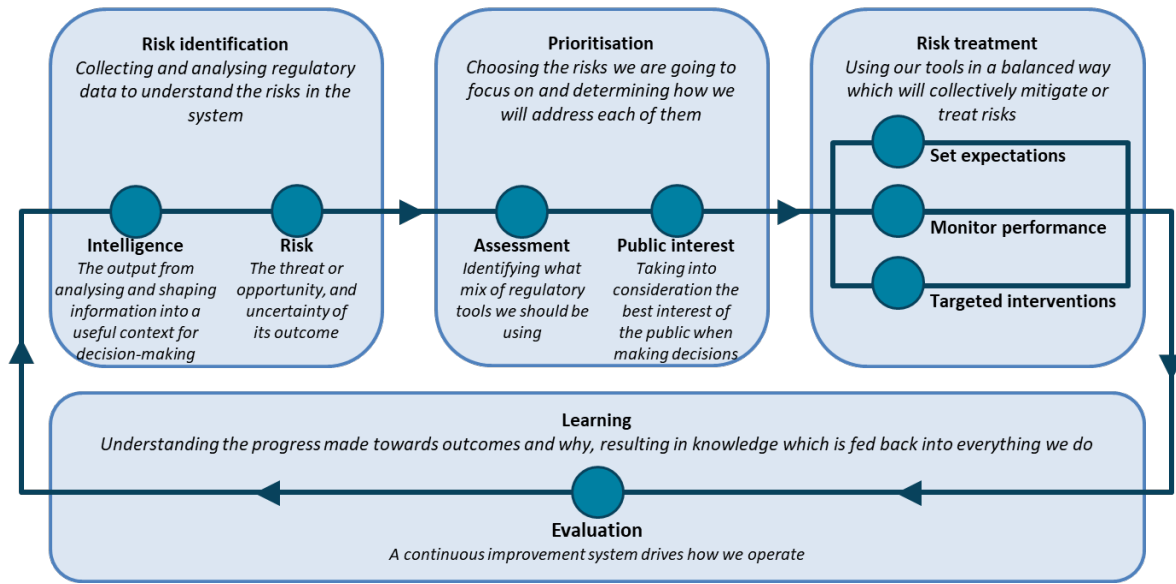 Risk identification
Collecting and analysing regulatory
data to understand the risks in the
system
Intelligence
The output from
analysing and shaping
information into a
useful context for
decision-making
Risk
The threat or
opportunity, and
uncertainty of
its outcome
Prioritisation
Choosing the risks we are going to
focus on and determining how we
will address each of them
Assessment
Identifying what
mix of regulatory
tools we should be
using
Public interest
Taking into
consideration the
best interest of
the public when
making decisions
Risk treatment
Using our tools in a balanced way
which will collectively mitigate or
treat risks
Set expectations
Monitor performance
Targeted interventions
Learning
Understanding the progress made towards outcomes and why, resulting in knowledge which is fed back into everything we do
Evaluation
A continuous improvement system drives how we operate